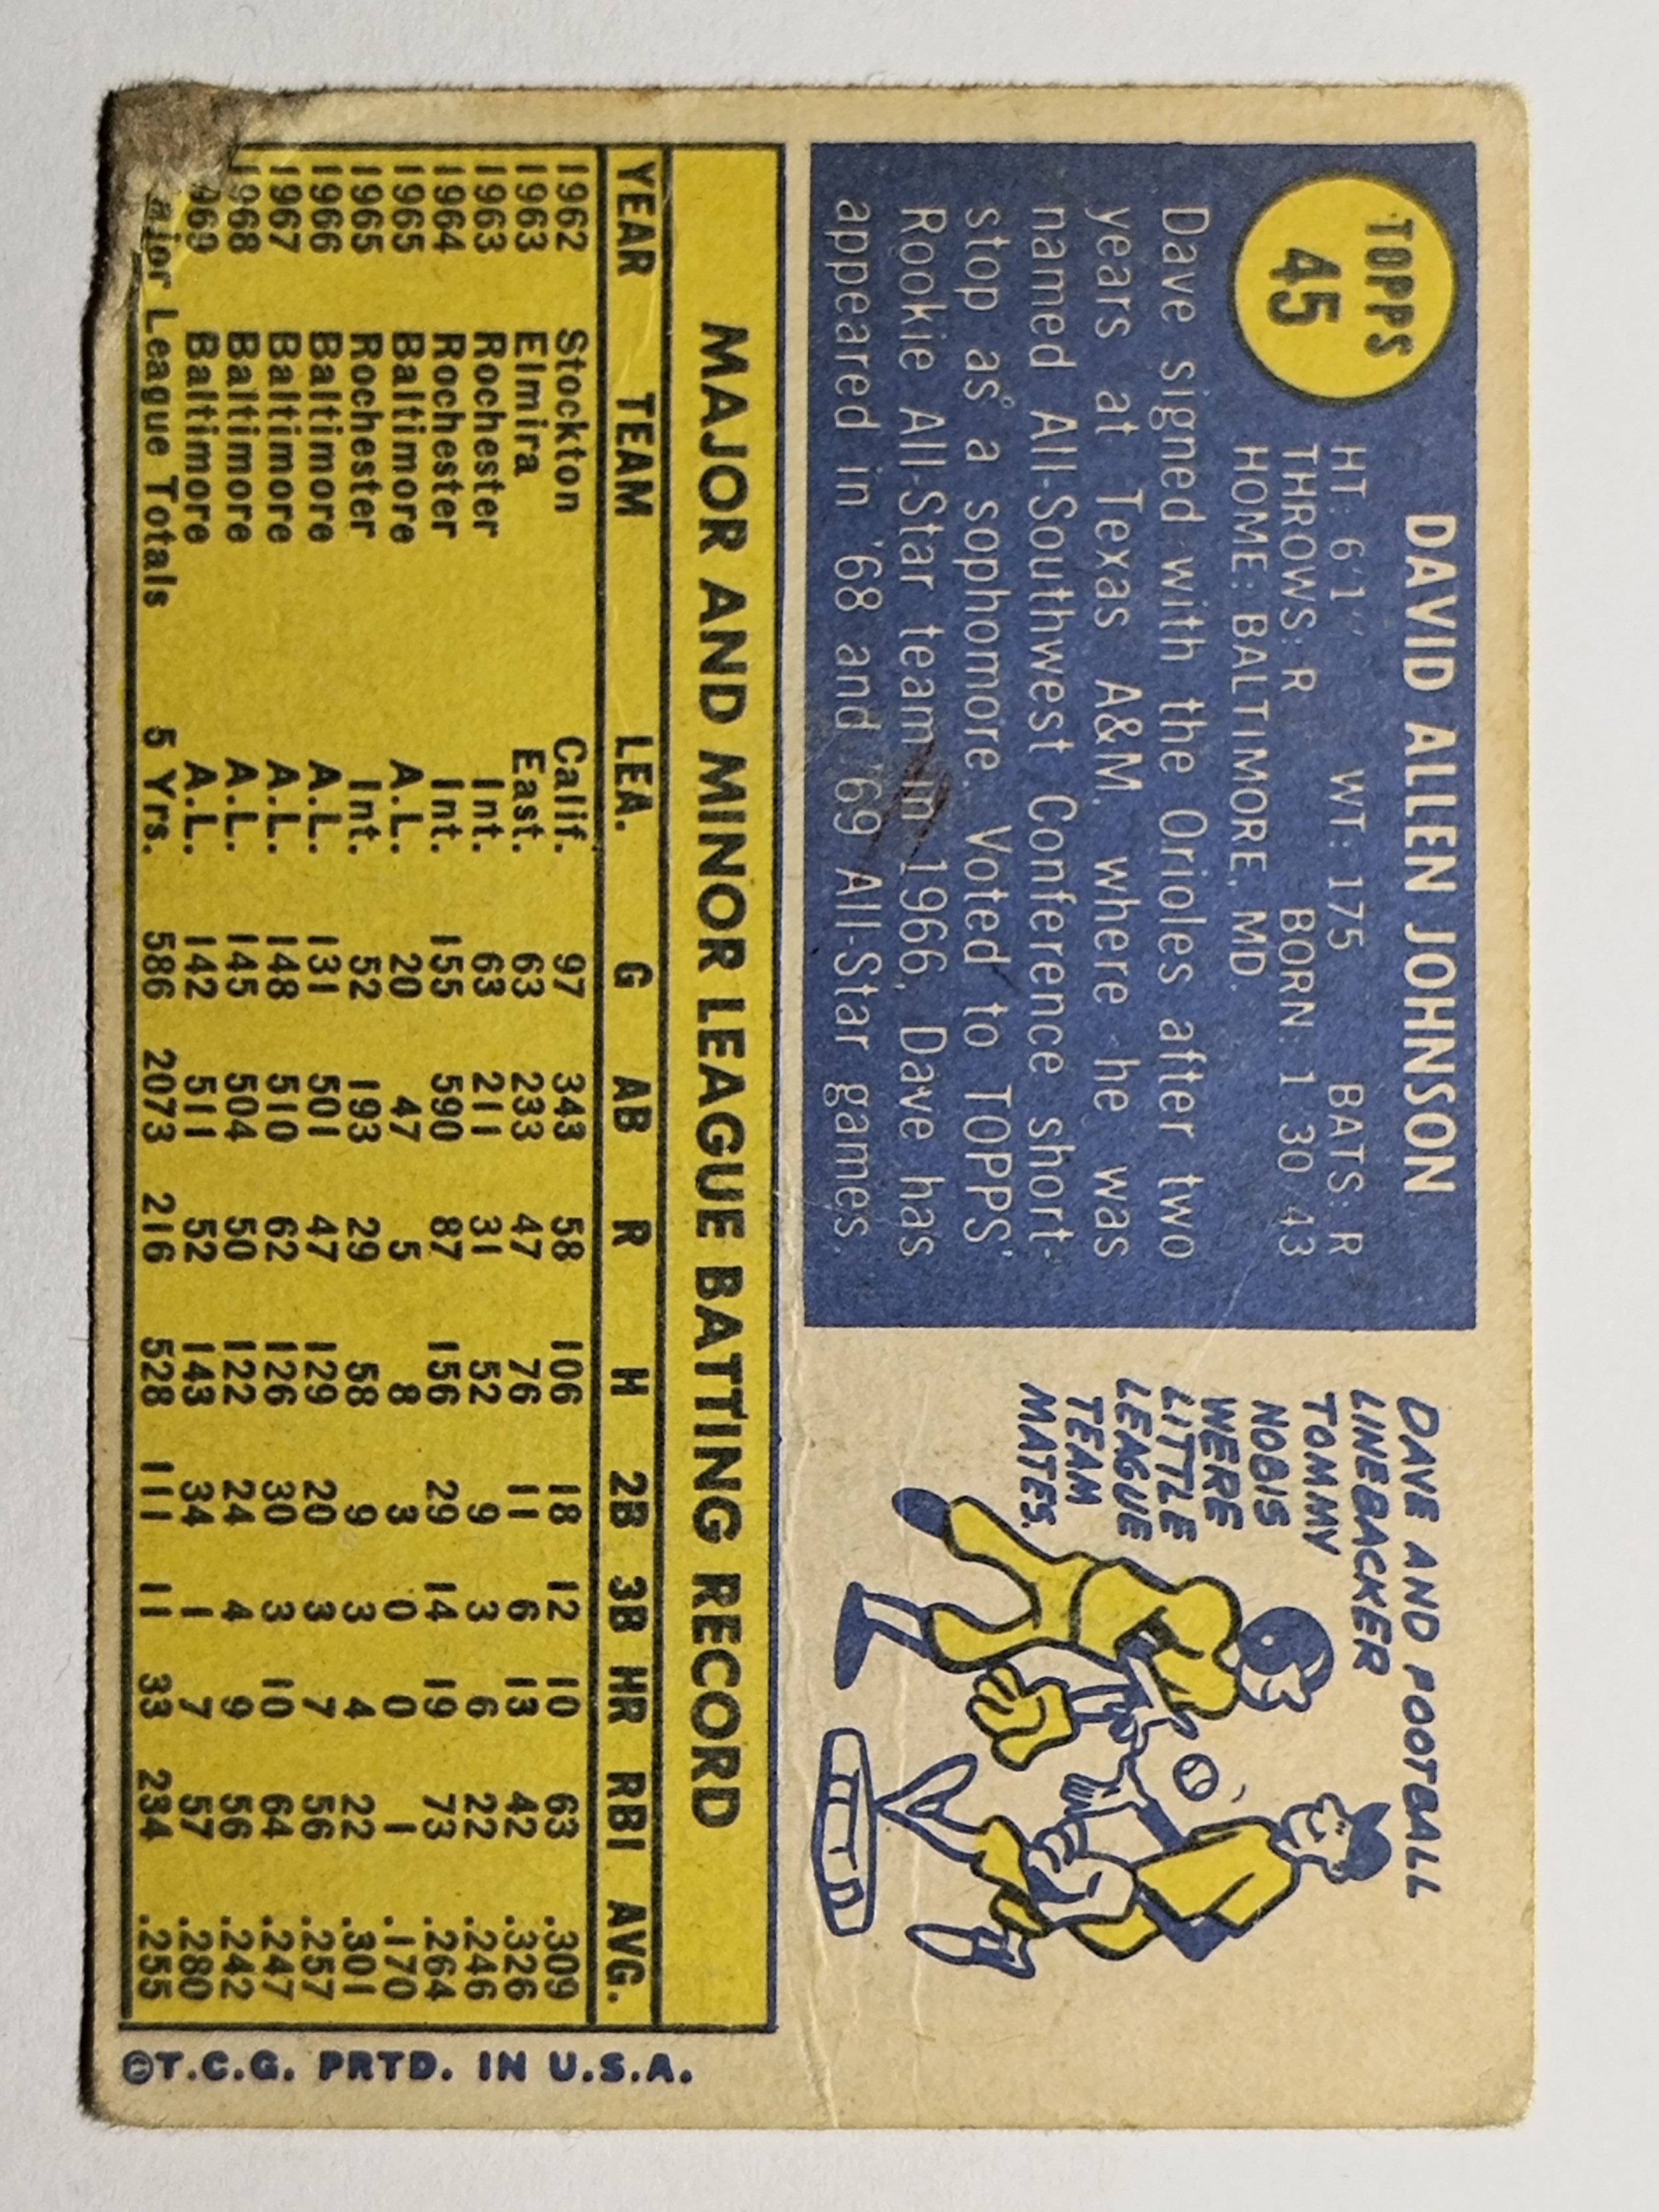 TOPPS
45
DAVID ALLEN JOHNSON
HT: 6'1" WT: 175 BATS: R
THROWS: R BORN: 1 30 43
HOME: BALTIMORE, MD.
Dave signed with the Orioles after two
years at Texas A&M, where he was
named All-Southwest Conference short-
stop as a sophomore. Voted to TOPPS'
Rookie All-Star team in 1966, Dave has
appeared in '68 and '69 All-Star games.
DAVE AND FOOTBALL
LINEBACKER
TOMMY
NOBIS
WERE
LITTLE
LEAGUE
TEAM
MATES.
MAJOR AND MINOR LEAGUE BATTING RECORD
YEAR TEAM LEA. G AB R H 2B 3B HR RBI AVG.
1962 Stockton Calif. 97 343 58 106 18 12 10 63 .309
1963 Elmira East. 63 233 47 76 11 6 13 42 .326
1963 Rochester Int. 63 211 31 52 9 3 6 22 .246
1964 Rochester Int. 155 590 87 156 29 14 19 73 .264
1965 Baltimore A.L. 20 47 5 8 3 0 0 1 .170
1965 Rochester Int. 52 193 29 58 9 3 4 22 .301
1966 Baltimore A.L. 131 501 47 129 20 3 7 56 .257
1967 Baltimore A.L. 148 510 62 126 30 3 10 64 .247
1968 Baltimore A.L. 145 504 50 122 24 4 9 56 .242
1969 Baltimore A.L. 142 511 52 143 34 1 7 57 .280
ajor League Totals 5 Yrs. 586 2073 216 528 111 11 33 234 .255
©T.C.G. PRTD. IN U.S.A.